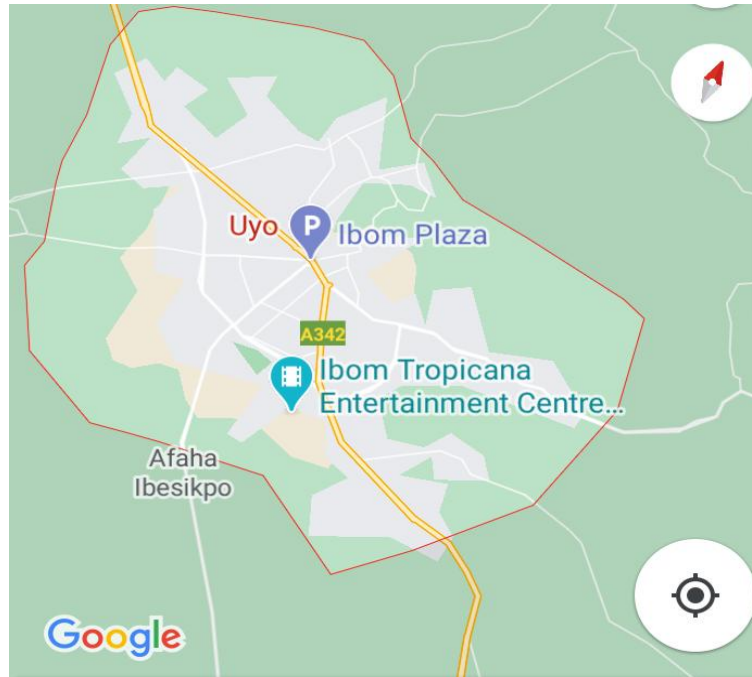 Uyo
P
Ibom Plaza
A342
Ibom Tropicana
Entertainment Centre...
Afaha
Ibesikpo
Google